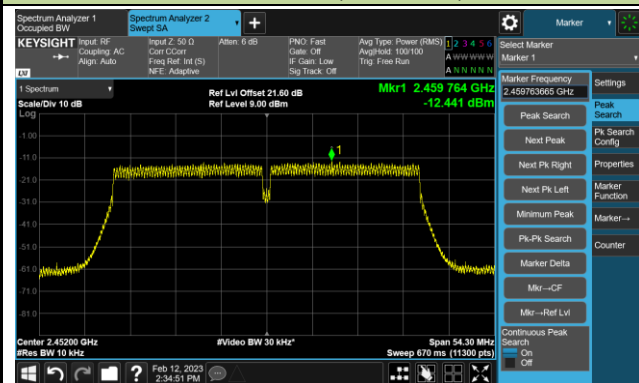 Spectrum Analyzer 1
Occupied BW
Spectrum Analyzer 2
Swept SA
+
Marker
KEYSIGHT
Input: RF
Coupling: AC
Align: Auto
Input Z: 50 Ω
Corr CCorr
Freq Ref: Int (S)
NFE: Adaptive
Atten: 6 dB
PNO: Fast
Gate: Off
IF Gain: Low
Sig Track: Off
Avg Type: Power (RMS)
Avg|Hold: 100/100
Trig: Free Run
1 2 3 4 5 6
A W W W W W
A N N N N N
LXI
Select Marker
Marker 1
1 Spectrum
Scale/Div 10 dB
Log
Ref Lvl Offset 21.60 dB
Ref Level 9.00 dBm
Mkr1 2.459 764 GHz
-12.441 dBm
-1.00
-11.0
-21.0
-31.0
-41.0
-51.0
-61.0
-71.0
-81.0
1
Center 2.45200 GHz
#Res BW 10 kHz
#Video BW 30 kHz*
Span 54.30 MHz
Sweep 670 ms (11300 pts)
Marker Frequency
2.459763665 GHz
Peak Search
Next Peak
Next Pk Right
Next Pk Left
Minimum Peak
Pk-Pk Search
Marker Delta
Mkr→CF
Mkr→Ref Lvl
Continuous Peak
Search
On
Off
Settings
Peak
Search
Pk Search
Config
Properties
Marker
Function
Marker→
Counter
?
Feb 12, 2023
2:34:51 PM